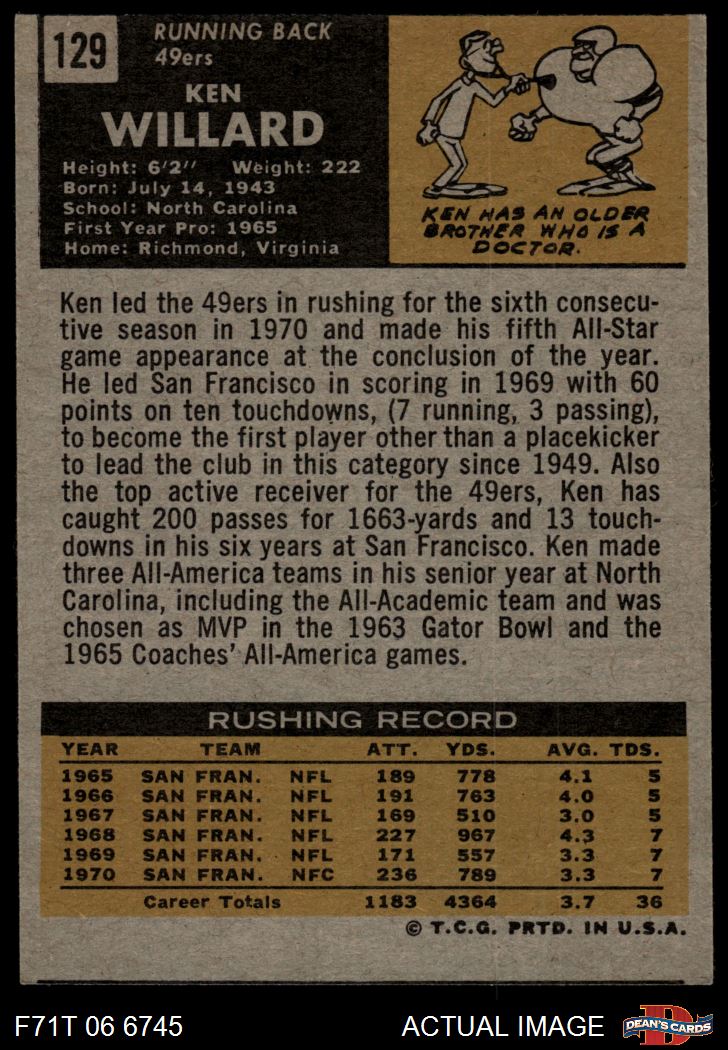 129
RUNNING BACK
49ers
KEN
WILLARD
Height: 6'2" Weight: 222
Born: July 14, 1943
School: North Carolina
First Year Pro: 1965
Home: Richmond, Virginia
KEN HAS AN OLDER
BROTHER WHO IS A
DOCTOR.
Ken led the 49ers in rushing for the sixth consecu-
tive season in 1970 and made his fifth All-Star
game appearance at the conclusion of the year.
He led San Francisco in scoring in 1969 with 60
points on ten touchdowns, (7 running, 3 passing),
to become the first player other than a placekicker
to lead the club in this category since 1949. Also
the top active receiver for the 49ers, Ken has
caught 200 passes for 1663-yards and 13 touch-
downs in his six years at San Francisco. Ken made
three All-America teams in his senior year at North
Carolina, including the All-Academic team and was
chosen as MVP in the 1963 Gator Bowl and the
1965 Coaches' All-America games.
RUSHING RECORD
YEAR TEAM ATT. YDS. AVG. TDS.
1965 SAN FRAN. NFL 189 778 4.1 5
1966 SAN FRAN. NFL 191 763 4.0 5
1967 SAN FRAN. NFL 169 510 3.0 5
1968 SAN FRAN. NFL 227 967 4.3 7
1969 SAN FRAN. NFL 171 557 3.3 7
1970 SAN FRAN. NFC 236 789 3.3 7
Career Totals 1183 4364 3.7 36
© T.C.G. PRTD. IN U.S.A.
F71T 06 6745 ACTUAL IMAGE D DEAN'S CARDS